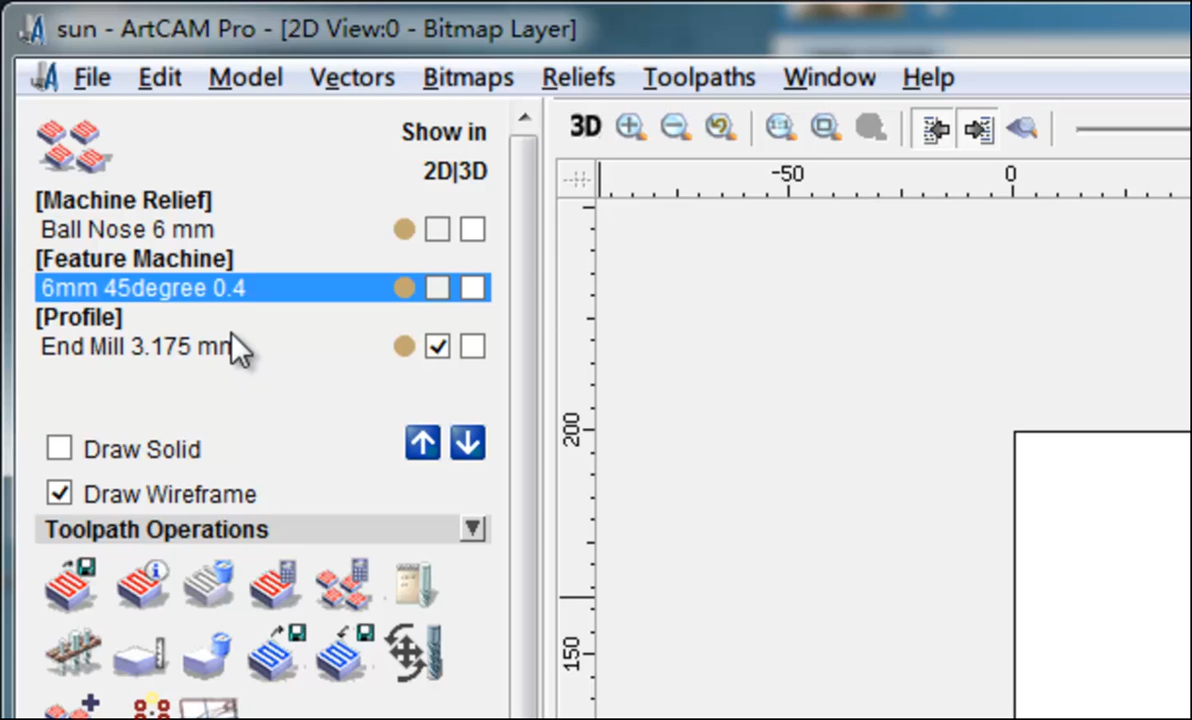 sun - ArtCAM Pro - [2D View:0 - Bitmap Layer]
File Edit Model Vectors Bitmaps Reliefs Toolpaths Window Help
Show in
2D|3D
3D
1:1
-50 0
[Machine Relief]
Ball Nose 6 mm
[Feature Machine]
6mm 45degree 0.4
[Profile]
End Mill 3.175 mm
200
Draw Solid
Draw Wireframe
Toolpath Operations
150